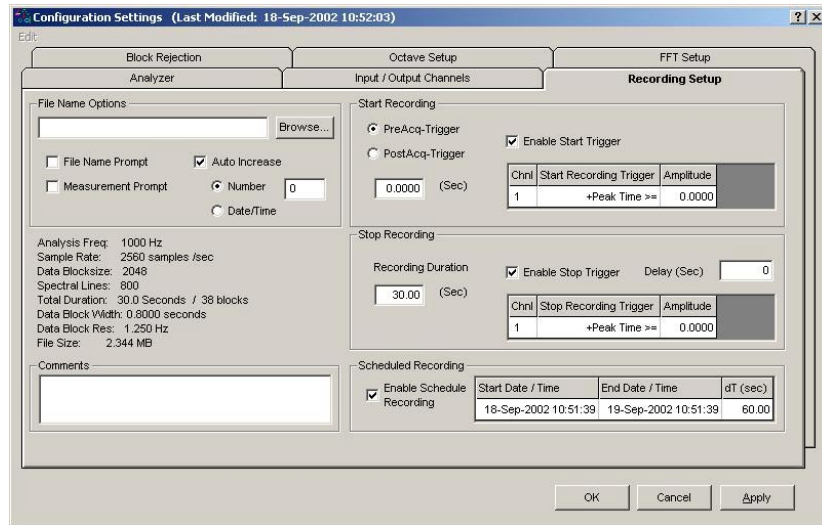 Configuration Settings (Last Modified: 18-Sep-2002 10:52:03)
Edit
Block Rejection
Octave Setup
FFT Setup
Analyzer
Input / Output Channels
Recording Setup
File Name Options
Browse...
File Name Prompt
Auto Increase
Measurement Prompt
Number
0
Date/Time
Analysis Freq: 1000 Hz
Sample Rate: 2560 samples /sec
Data Blocksize: 2048
Spectral Lines: 800
Total Duration: 30.0 Seconds / 38 blocks
Data Block Width: 0.8000 seconds
Data Block Res: 1.250 Hz
File Size: 2.344 MB
Comments
Start Recording
PreAcq-Trigger
PostAcq-Trigger
0.0000 (Sec)
Enable Start Trigger
Chnl Start Recording Trigger Amplitude
1 +Peak Time >= 0.0000
Stop Recording
Recording Duration
30.00 (Sec)
Enable Stop Trigger
Delay (Sec) 0
Chnl Stop Recording Trigger Amplitude
1 +Peak Time >= 0.0000
Scheduled Recording
Enable Schedule
Recording
Start Date / Time End Date / Time dT (sec)
18-Sep-2002 10:51:39 19-Sep-2002 10:51:39 60.00
OK
Cancel
Apply